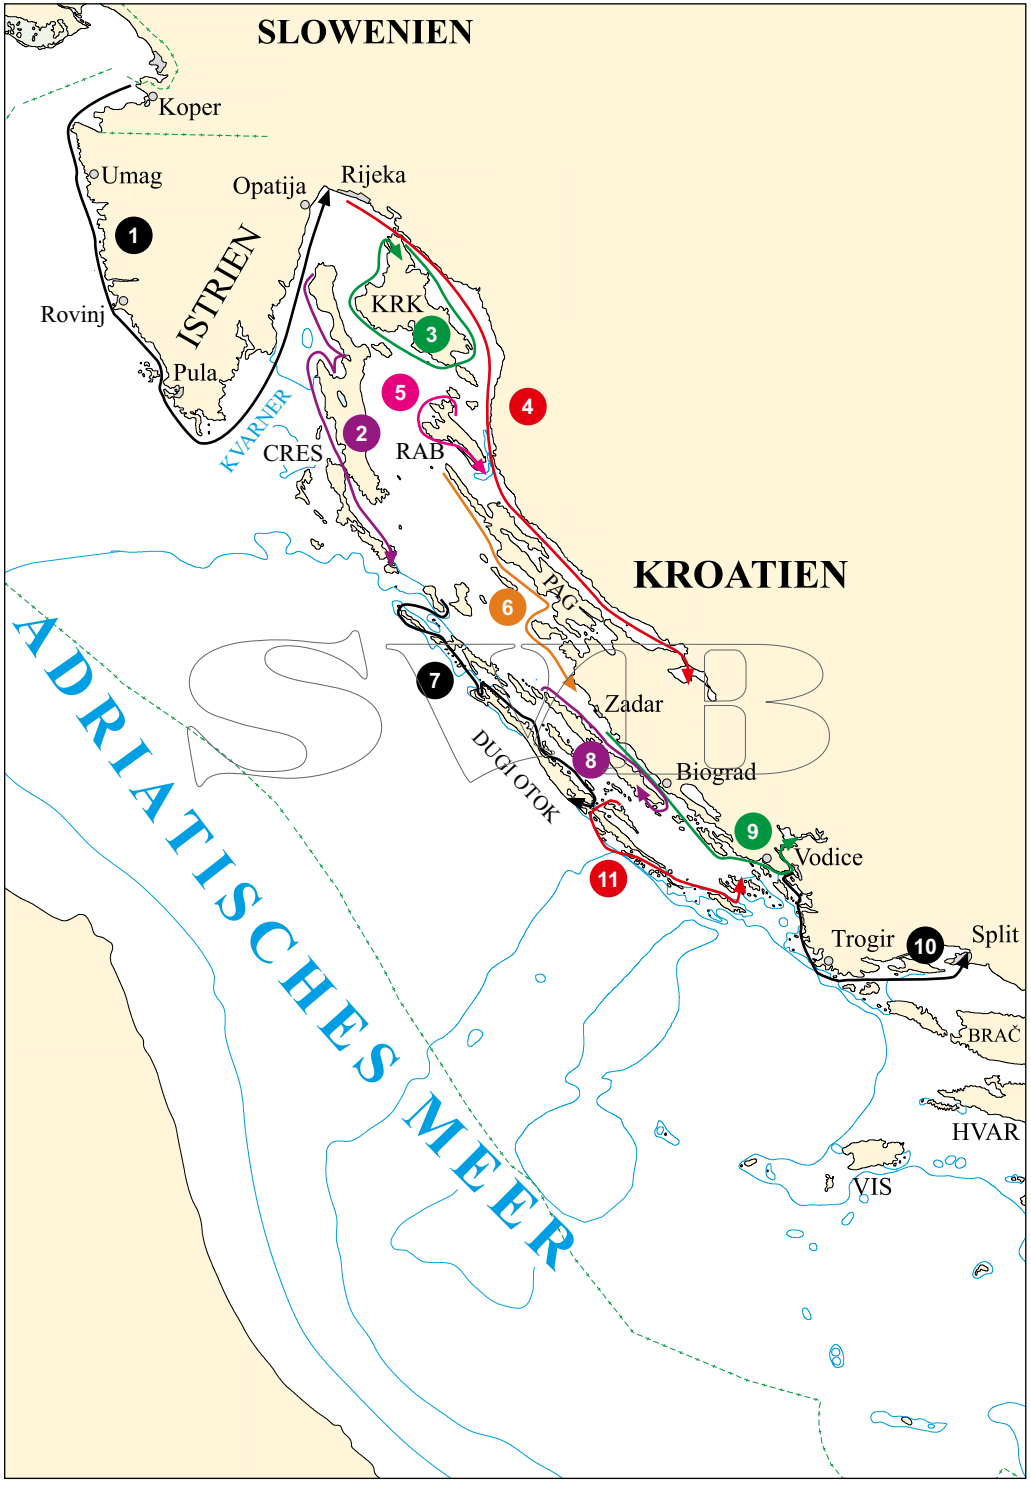 SLOWENIEN
Koper
Umag
Opatija
Rijeka
1
ISTRIEN
Rovinj
KRK
3
Pula
KVARNER
5
4
2
CRES
RAB
KROATIEN
PAG
6
ADRIATISCHES MEER
SVB
7
Zadar
DUGI OTOK
8
Biograd
9
Vodice
11
Trogir
10
Split
BRAČ
HVAR
VIS